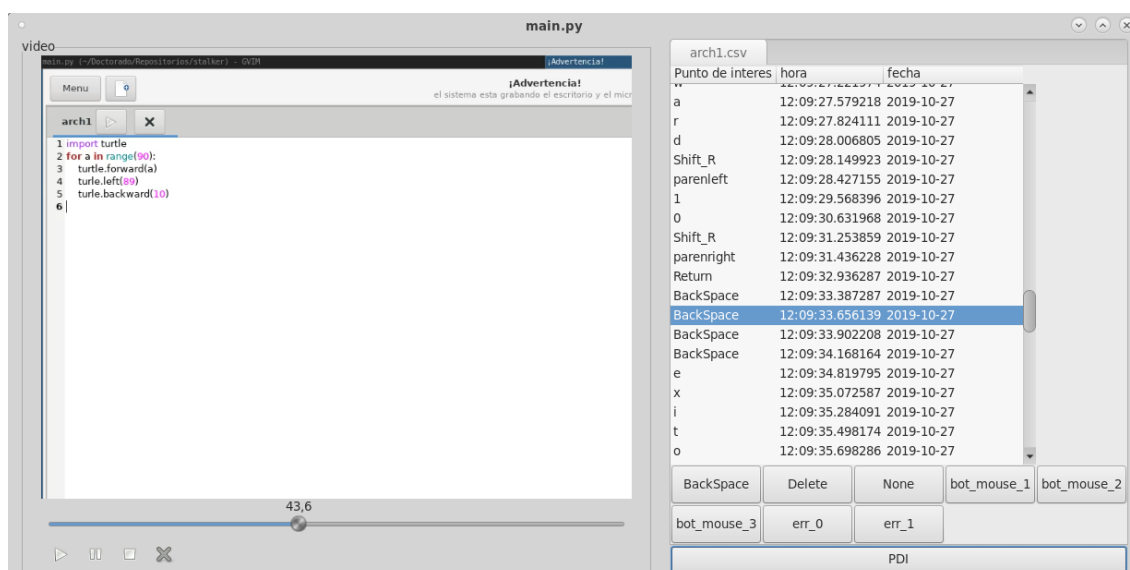 main.py
video
main.py (~/Doctorado/Repositorios/stalker) - GVIM
¡Advertencia!
Menu
¡Advertencia!
el sistema esta grabando el escritorio y el micr
arch1
1 import turtle
2 for a in range(90):
3 turtle.forward(a)
4 turle.left(89)
5 turle.backward(10)
6
43,6
arch1.csv
Punto de interes hora fecha
a 12:09:27.579218 2019-10-27
r 12:09:27.824111 2019-10-27
d 12:09:28.006805 2019-10-27
Shift_R 12:09:28.149923 2019-10-27
parenleft 12:09:28.427155 2019-10-27
1 12:09:29.568396 2019-10-27
0 12:09:30.631968 2019-10-27
Shift_R 12:09:31.253859 2019-10-27
parenright 12:09:31.436228 2019-10-27
Return 12:09:32.936287 2019-10-27
BackSpace 12:09:33.387287 2019-10-27
BackSpace 12:09:33.656139 2019-10-27
BackSpace 12:09:33.902208 2019-10-27
BackSpace 12:09:34.168164 2019-10-27
e 12:09:34.819795 2019-10-27
x 12:09:35.072587 2019-10-27
i 12:09:35.284091 2019-10-27
t 12:09:35.498174 2019-10-27
o 12:09:35.698286 2019-10-27
BackSpace Delete None bot_mouse_1 bot_mouse_2
bot_mouse_3 err_0 err_1
PDI